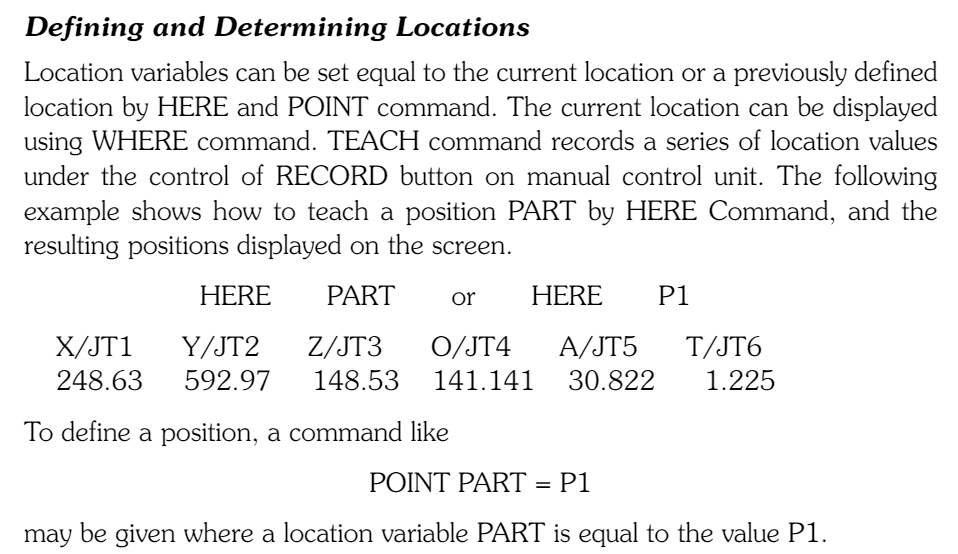 Defining and Determining Locations
Location variables can be set equal to the current location or a previously defined
location by HERE and POINT command. The current location can be displayed
using WHERE command. TEACH command records a series of location values
under the control of RECORD button on manual control unit. The following
example shows how to teach a position PART by HERE Command, and the
resulting positions displayed on the screen.
HERE PART or HERE P1
X/JT1 Y/JT2 Z/JT3 O/JT4 A/JT5 T/JT6
248.63 592.97 148.53 141.141 30.822 1.225
To define a position, a command like
POINT PART = P1
may be given where a location variable PART is equal to the value P1.